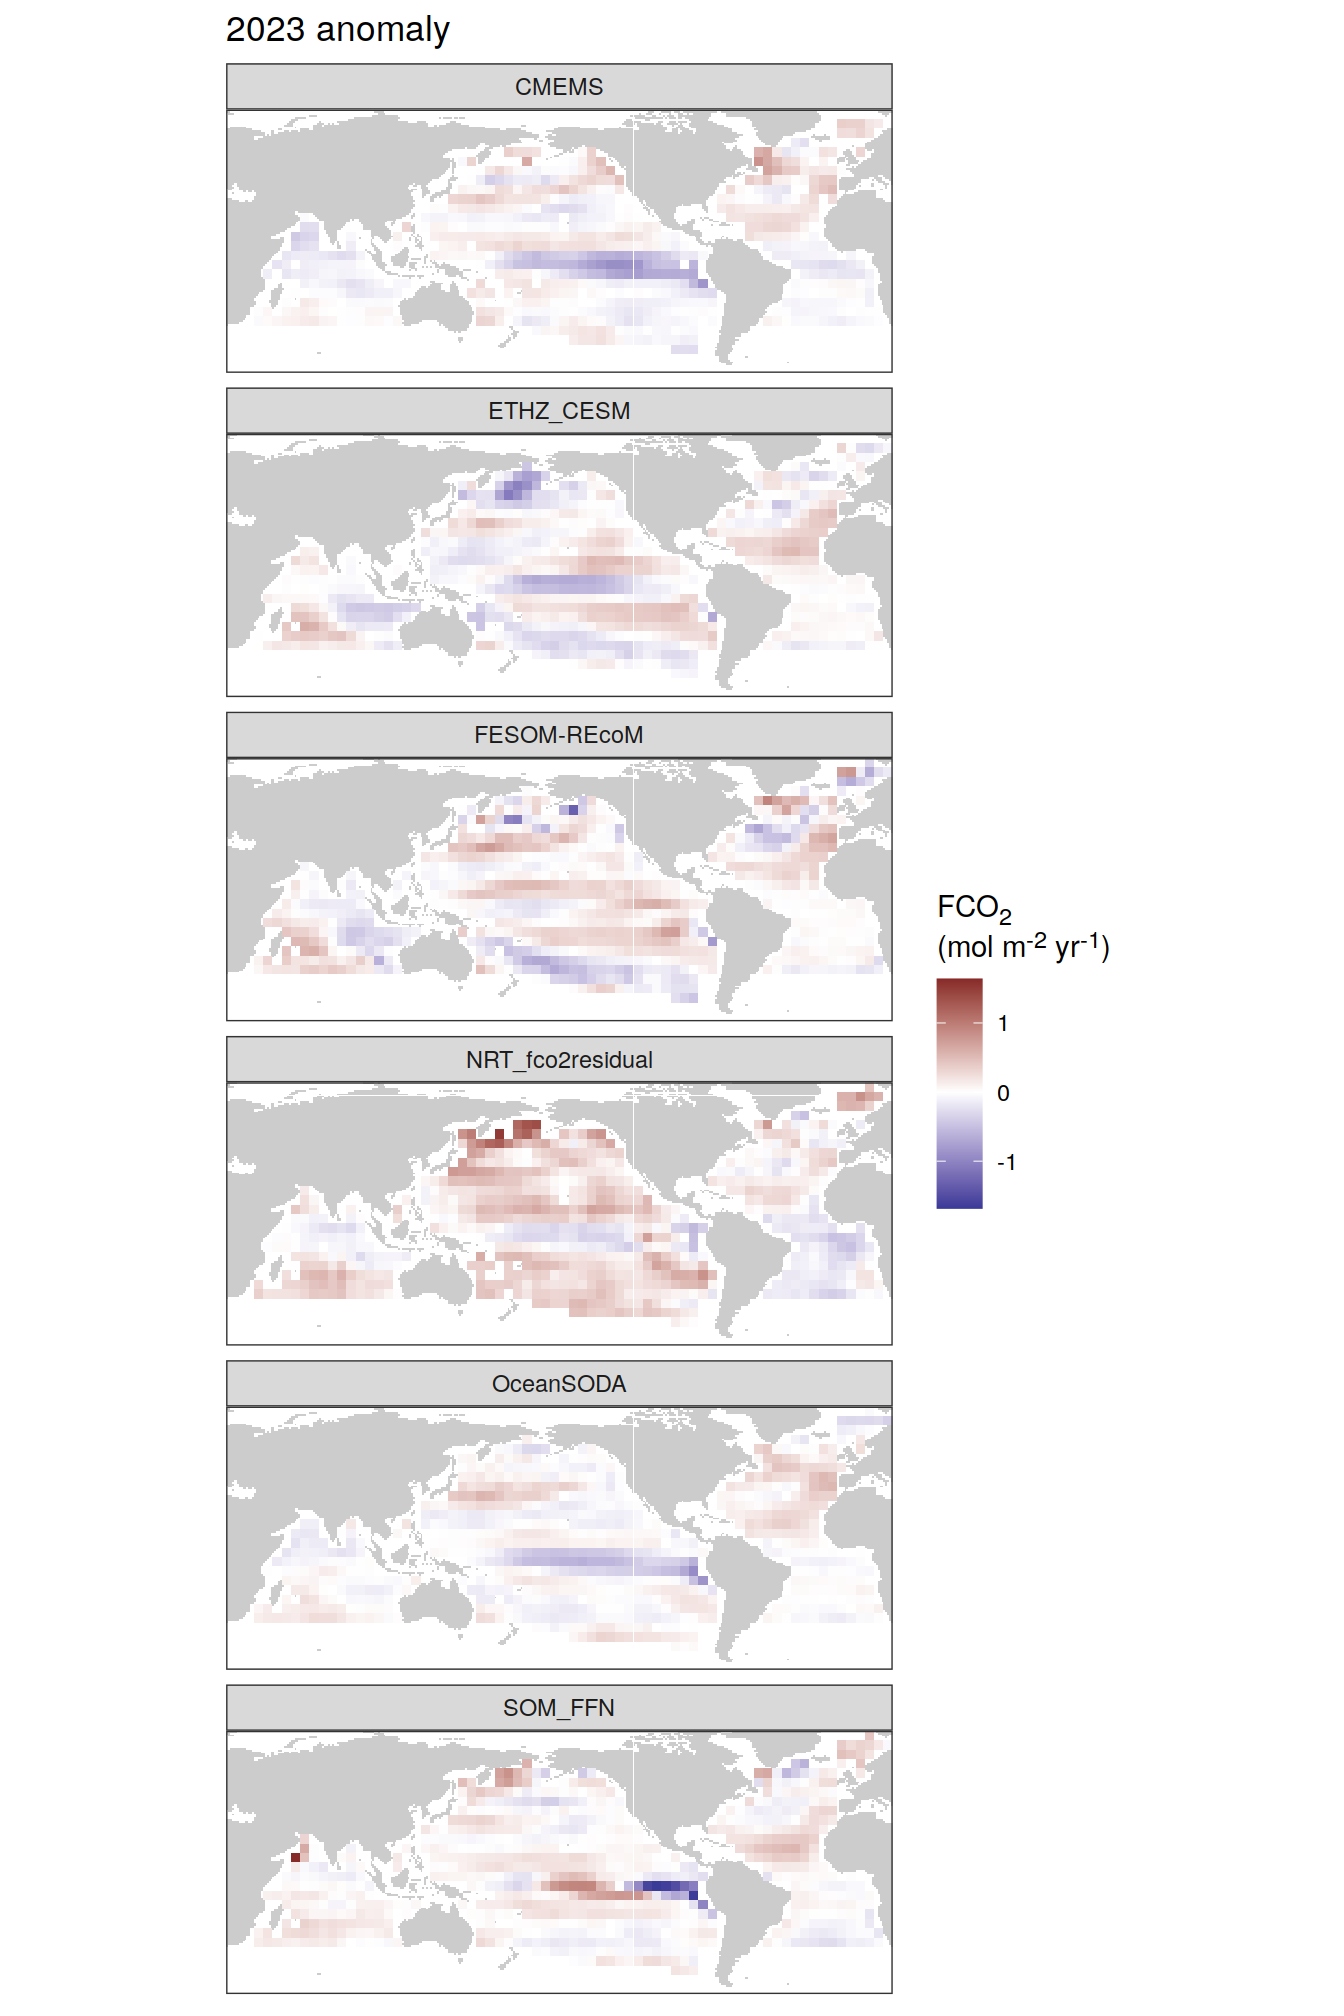 2023 anomaly
CMEMS
ETHZ_CESM
FESOM-REcoM
FCO₂
(mol m⁻² yr⁻¹)
1
0
-1
NRT_fco2residual
OceanSODA
SOM_FFN